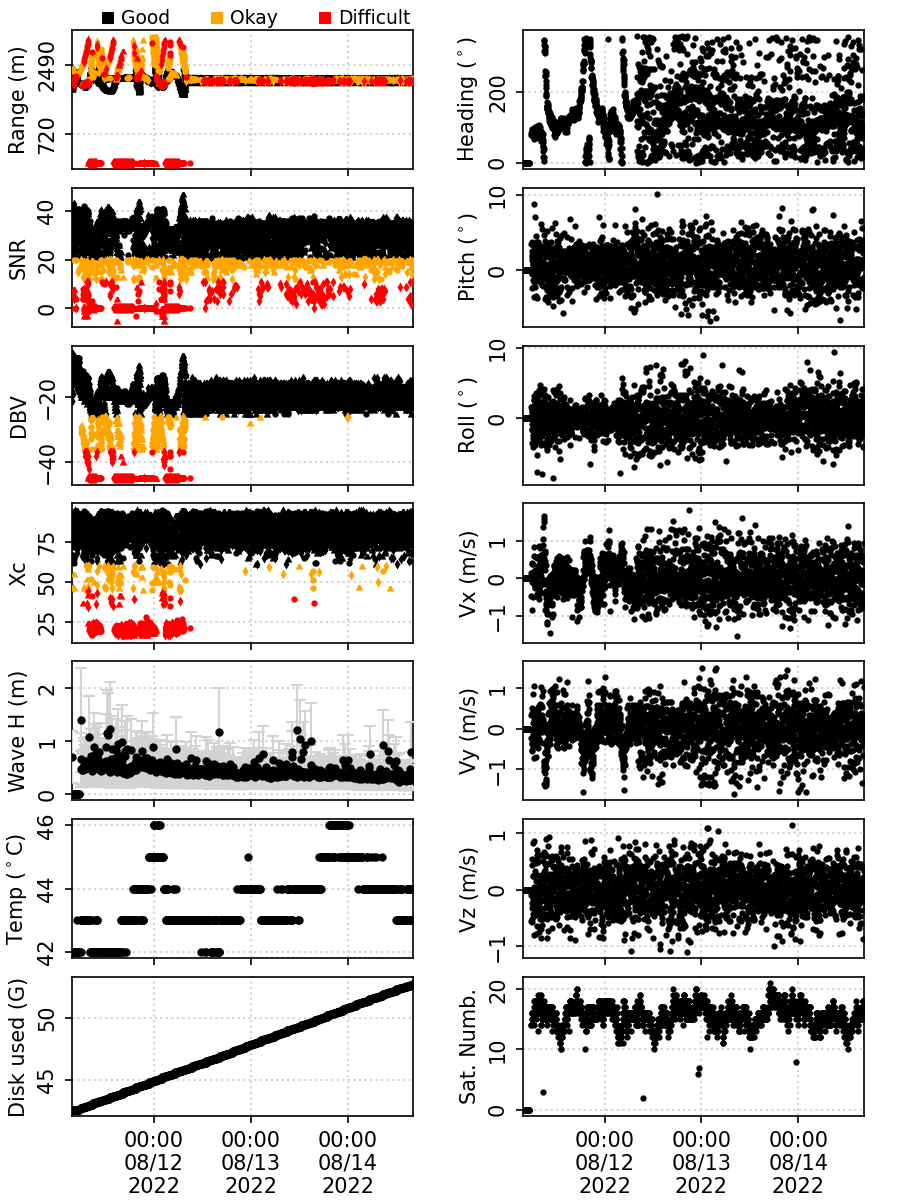 Good Okay Difficult
Range (m)
2490
720
Heading (°)
200
0
SNR
40
20
0
Pitch (°)
10
0
DBV
−20
−40
Roll (°)
10
0
Xc
75
50
25
Vx (m/s)
1
0
−1
Wave H (m)
2
1
0
Vy (m/s)
1
0
−1
Temp (°C)
46
44
42
Vz (m/s)
1
0
−1
Disk used (G)
50
45
Sat. Numb.
20
10
0
00:00 00:00 00:00
08/12 08/13 08/14
2022 2022 2022
00:00 00:00 00:00
08/12 08/13 08/14
2022 2022 2022